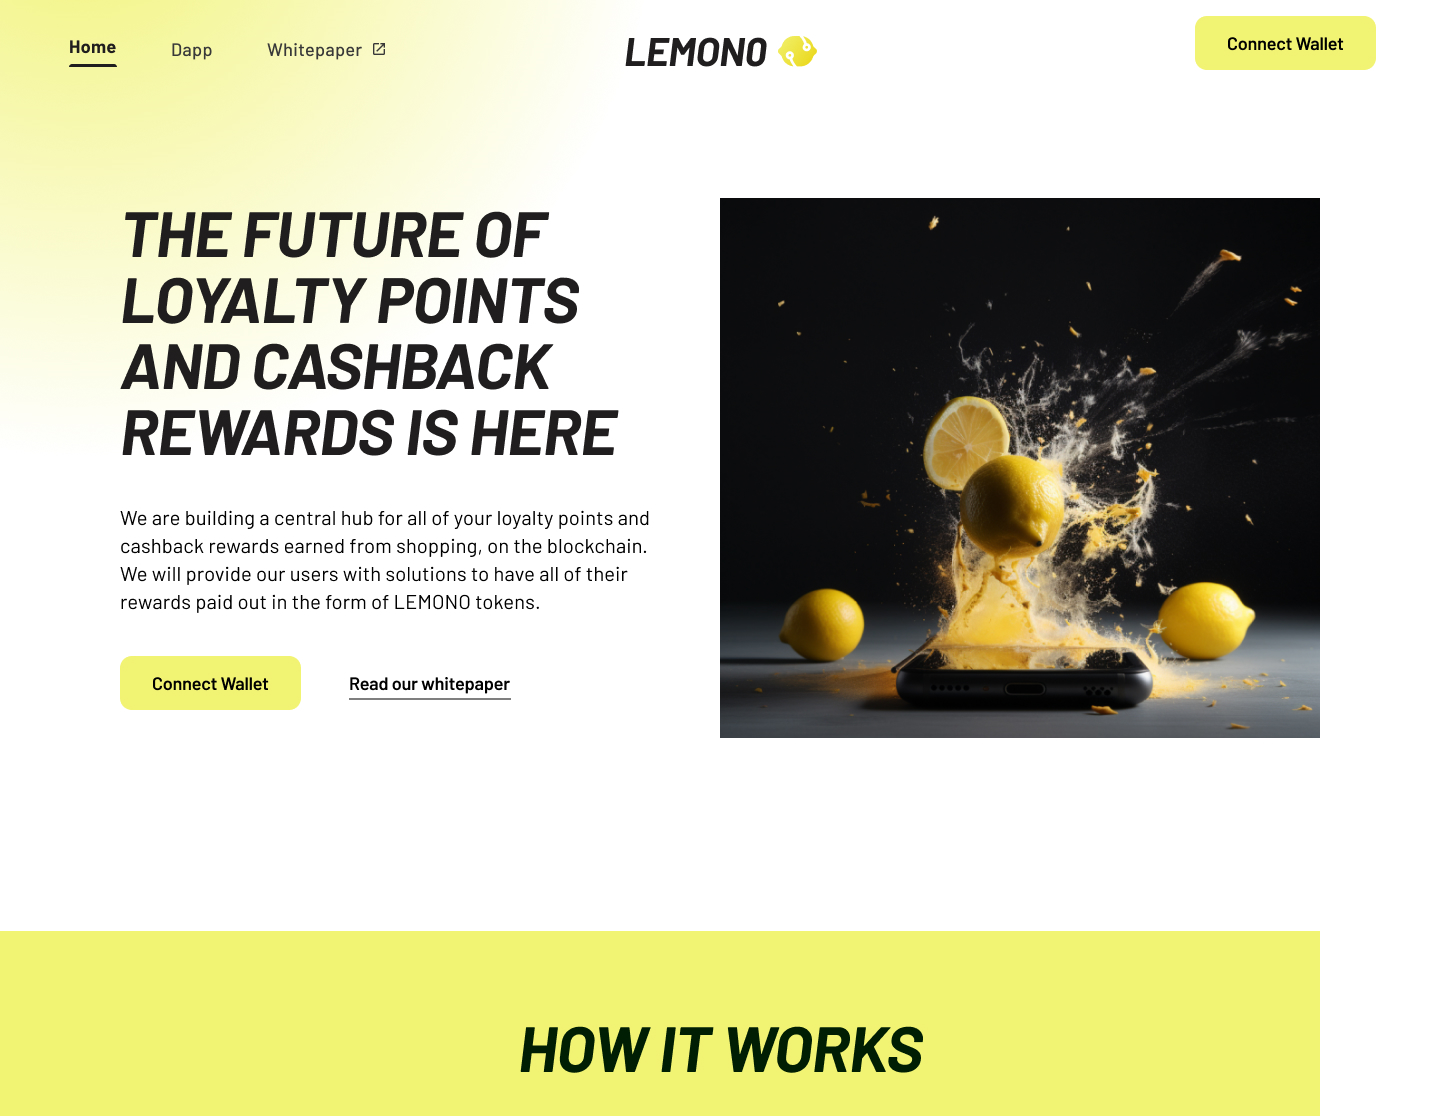 Home
Dapp
Whitepaper
LEMONO
Connect Wallet
THE FUTURE OF
LOYALTY POINTS
AND CASHBACK
REWARDS IS HERE
We are building a central hub for all of your loyalty points and
cashback rewards earned from shopping, on the blockchain.
We will provide our users with solutions to have all of their
rewards paid out in the form of LEMONO tokens.
Connect Wallet
Read our whitepaper
HOW IT WORKS